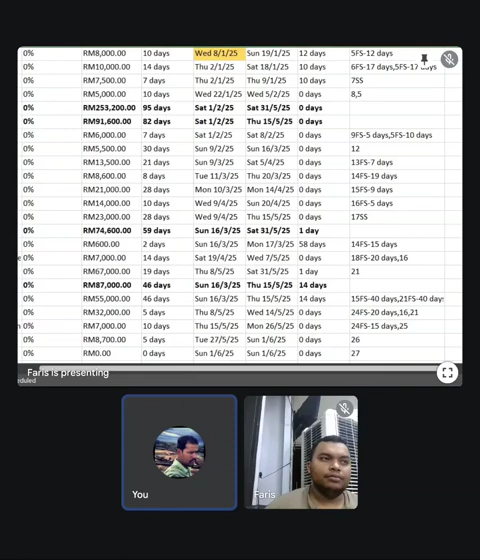 0% RM8,000.00 10 days Wed 8/1/25 Sun 19/1/25 12 days 5FS-12 days
0% RM10,000.00 14 days Thu 2/1/25 Sat 18/1/25 10 days 6FS-17 days,5FS-17 days
0% RM7,500.00 7 days Thu 2/1/25 Thu 9/1/25 10 days 7SS
0% RM5,000.00 10 days Wed 22/1/25 Wed 5/2/25 0 days 8,5
0% RM253,200.00 95 days Sat 1/2/25 Sat 31/5/25 0 days
0% RM91,600.00 82 days Sat 1/2/25 Thu 15/5/25 0 days
0% RM6,000.00 7 days Sat 1/2/25 Sat 8/2/25 0 days 9FS-5 days,5FS-10 days
0% RM5,500.00 30 days Sun 9/2/25 Sun 16/3/25 0 days 12
0% RM13,500.00 21 days Sun 9/3/25 Sat 5/4/25 0 days 13FS-7 days
0% RM8,600.00 8 days Tue 11/3/25 Thu 20/3/25 0 days 14FS-19 days
0% RM21,000.00 28 days Mon 10/3/25 Mon 14/4/25 0 days 15FS-9 days
0% RM14,000.00 10 days Wed 9/4/25 Sun 20/4/25 0 days 16FS-5 days
0% RM23,000.00 28 days Wed 9/4/25 Thu 15/5/25 0 days 17SS
0% RM74,600.00 59 days Sun 16/3/25 Sat 31/5/25 1 day
0% RM600.00 2 days Sun 16/3/25 Mon 17/3/25 58 days 14FS-15 days
0% RM7,000.00 14 days Sat 19/4/25 Wed 7/5/25 0 days 18FS-20 days,16
0% RM67,000.00 19 days Thu 8/5/25 Sat 31/5/25 1 day 21
0% RM87,000.00 46 days Sun 16/3/25 Thu 15/5/25 14 days
0% RM55,000.00 46 days Sun 16/3/25 Thu 15/5/25 14 days 15FS-40 days,21FS-40 days
0% RM32,000.00 5 days Thu 8/5/25 Wed 14/5/25 0 days 24FS-20 days,16,21
0% RM7,000.00 10 days Thu 15/5/25 Mon 26/5/25 0 days 24FS-15 days,25
0% RM8,700.00 5 days Tue 27/5/25 Sun 1/6/25 0 days 26
0% RM0.00 0 days Sun 1/6/25 Sun 1/6/25 0 days 27
Faris is presenting
You
Faris